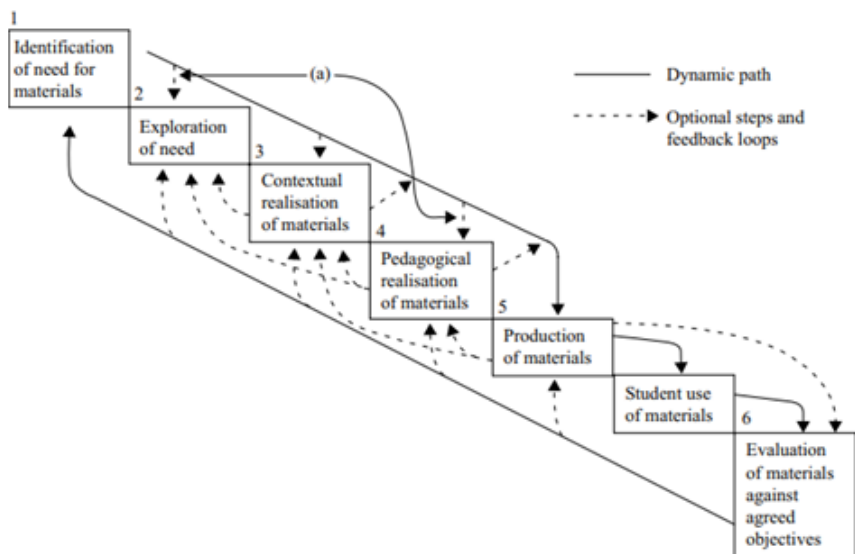 1
Identification
of need for
materials
2
Exploration
of need
3
Contextual
realisation
of materials
4
Pedagogical
realisation
of materials
5
Production
of materials
Student use
of materials
6
Evaluation
of materials
against
agreed
objectives
(a)
Dynamic path
Optional steps and
feedback loops